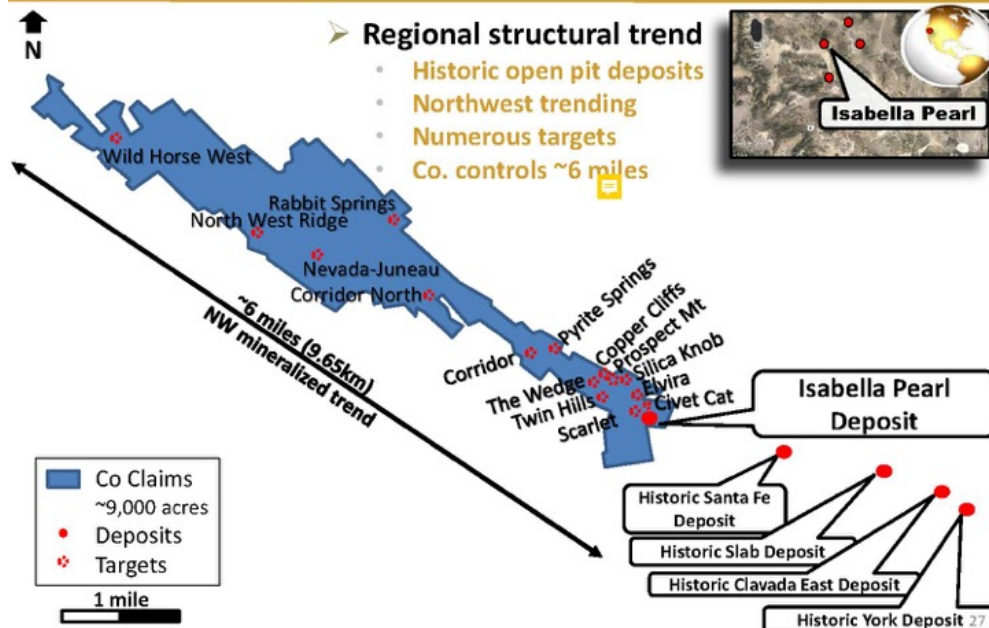 N
Regional structural trend
Historic open pit deposits
Northwest trending
Numerous targets
Co. controls ~6 miles
Isabella Pearl
Wild Horse West
Rabbit Springs
North West Ridge
Nevada-Juneau
Corridor North
~6 miles (9.65km)
NW mineralized trend
Corridor
Pyrite Springs
Copper Cliffs
Prospect Mt
Silica Knob
The Wedge
Elvira
Twin Hills
Civet Cat
Scarlet
Isabella Pearl
Deposit
Co Claims
~9,000 acres
Deposits
Targets
1 mile
Historic Santa Fe
Deposit
Historic Slab Deposit
Historic Clavada East Deposit
Historic York Deposit 27